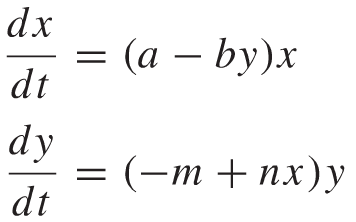 dx/dt = (a − by)x
dy/dt = (−m + nx)y